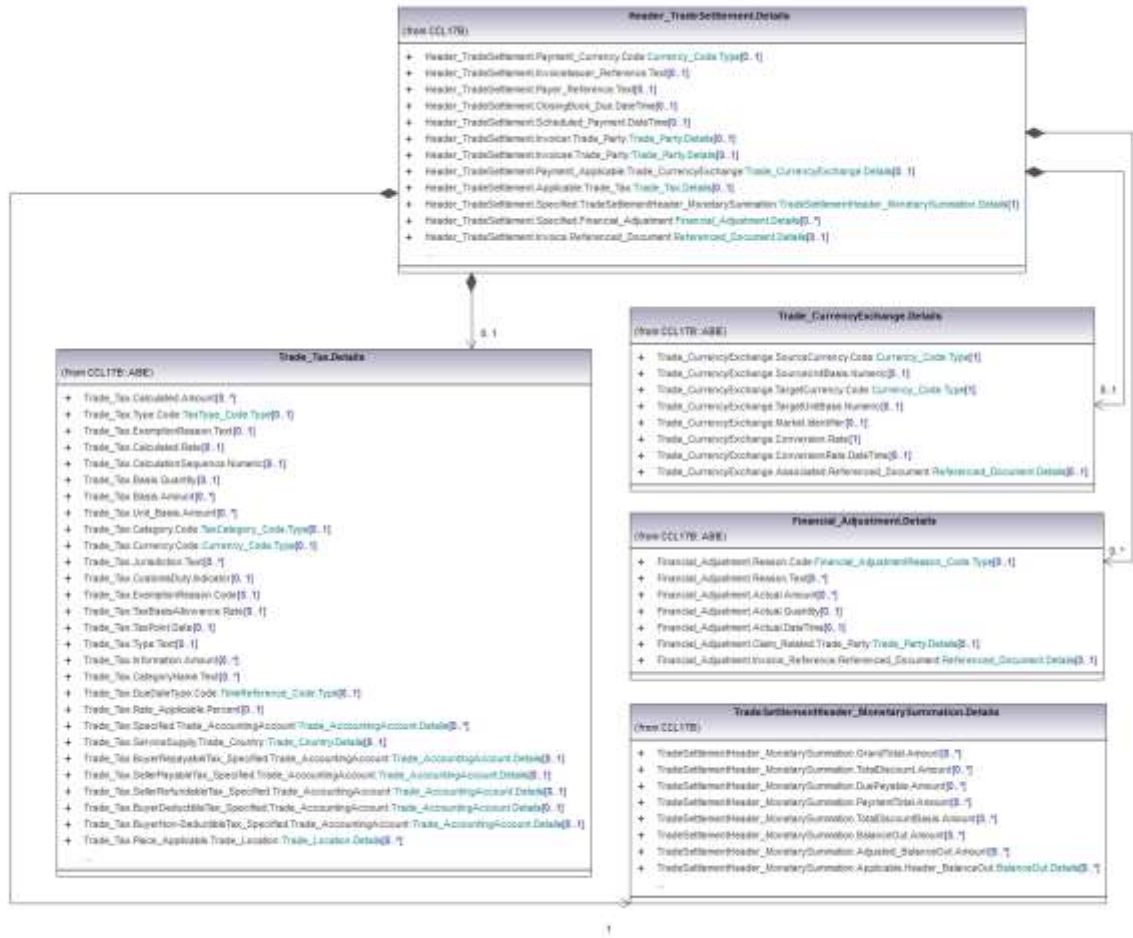 Header_TradeSettlement.Details
(from CCL17B)
+ Header_TradeSettlement.Payment_Currency.Code:Currency_Code.Type[0..1]
+ Header_TradeSettlement.InvoiceIssuer_Reference.Text[0..1]
+ Header_TradeSettlement.Payer_Reference.Text[0..1]
+ Header_TradeSettlement.ClosingBook_Due.DateTime[0..1]
+ Header_TradeSettlement.Scheduled_Payment.DateTime[0..1]
+ Header_TradeSettlement.Invoicer.Trade_Party:Trade_Party.Details[0..1]
+ Header_TradeSettlement.Invoicee.Trade_Party:Trade_Party.Details[0..1]
+ Header_TradeSettlement.Payment_Applicable.Trade_CurrencyExchange:Trade_CurrencyExchange.Details[0..1]
+ Header_TradeSettlement.Applicable.Trade_Tax:Trade_Tax.Details[0..1]
+ Header_TradeSettlement.Specified.TradeSettlementHeader_MonetarySummation:TradeSettlementHeader_MonetarySummation.Details[1]
+ Header_TradeSettlement.Specified.Financial_Adjustment:Financial_Adjustment.Details[0..*]
+ Header_TradeSettlement.Invoice.Referenced_Document:Referenced_Document.Details[0..1]
...
0..1
Trade_Tax.Details
(from CCL17B::ABIE)
+ Trade_Tax.Calculated.Amount[0..*]
+ Trade_Tax.Type.Code:TaxType_Code.Type[0..1]
+ Trade_Tax.ExemptionReason.Text[0..1]
+ Trade_Tax.Calculated.Rate[0..1]
+ Trade_Tax.CalculationSequence.Numeric[0..1]
+ Trade_Tax.Basis.Quantity[0..1]
+ Trade_Tax.Basis.Amount[0..*]
+ Trade_Tax.Unit_Basis.Amount[0..*]
+ Trade_Tax.Category.Code:TaxCategory_Code.Type[0..1]
+ Trade_Tax.Currency.Code:Currency_Code.Type[0..1]
+ Trade_Tax.Jurisdiction.Text[0..*]
+ Trade_Tax.CustomsDuty.Indicator[0..1]
+ Trade_Tax.ExemptionReason.Code[0..1]
+ Trade_Tax.TaxBasisAllowance.Rate[0..1]
+ Trade_Tax.TaxPoint.Date[0..1]
+ Trade_Tax.Type.Text[0..1]
+ Trade_Tax.Information.Amount[0..*]
+ Trade_Tax.CategoryName.Text[0..*]
+ Trade_Tax.DueDateType.Code:TimeReference_Code.Type[0..1]
+ Trade_Tax.Rate_Applicable.Percent[0..1]
+ Trade_Tax.Specified.Trade_AccountingAccount:Trade_AccountingAccount.Details[0..*]
+ Trade_Tax.ServiceSupply.Trade_Country:Trade_Country.Details[0..1]
+ Trade_Tax.BuyerRepayableTax_Specified.Trade_AccountingAccount:Trade_AccountingAccount.Details[0..1]
+ Trade_Tax.SellerPayableTax_Specified.Trade_AccountingAccount:Trade_AccountingAccount.Details[0..1]
+ Trade_Tax.SellerRefundableTax_Specified.Trade_AccountingAccount:Trade_AccountingAccount.Details[0..1]
+ Trade_Tax.BuyerDeductibleTax_Specified.Trade_AccountingAccount:Trade_AccountingAccount.Details[0..1]
+ Trade_Tax.BuyerNon-DeductibleTax_Specified.Trade_AccountingAccount:Trade_AccountingAccount.Details[0..1]
+ Trade_Tax.Place_Applicable.Trade_Location:Trade_Location.Details[0..*]
...
Trade_CurrencyExchange.Details
(from CCL17B::ABIE)
+ Trade_CurrencyExchange.SourceCurrency.Code:Currency_Code.Type[1]
+ Trade_CurrencyExchange.SourceUnitBasis.Numeric[0..1]
+ Trade_CurrencyExchange.TargetCurrency.Code:Currency_Code.Type[1]
+ Trade_CurrencyExchange.TargetUnitBase.Numeric[0..1]
+ Trade_CurrencyExchange.Market.Identifier[0..1]
+ Trade_CurrencyExchange.Conversion.Rate[1]
+ Trade_CurrencyExchange.ConversionRate.DateTime[0..1]
+ Trade_CurrencyExchange.Associated.Referenced_Document:Referenced_Document.Details[0..1]
0..1
Financial_Adjustment.Details
(from CCL17B::ABIE)
+ Financial_Adjustment.Reason.Code:Financial_AdjustmentReason_Code.Type[0..1]
+ Financial_Adjustment.Reason.Text[0..*]
+ Financial_Adjustment.Actual.Amount[0..*]
+ Financial_Adjustment.Actual.Quantity[0..1]
+ Financial_Adjustment.Actual.DateTime[0..1]
+ Financial_Adjustment.Claim_Related.Trade_Party:Trade_Party.Details[0..1]
+ Financial_Adjustment.Invoice_Reference.Referenced_Document:Referenced_Document.Details[0..1]
0..*
TradeSettlementHeader_MonetarySummation.Details
(from CCL17B)
+ TradeSettlementHeader_MonetarySummation.GrandTotal.Amount[0..*]
+ TradeSettlementHeader_MonetarySummation.TotalDiscount.Amount[0..*]
+ TradeSettlementHeader_MonetarySummation.DuePayable.Amount[0..*]
+ TradeSettlementHeader_MonetarySummation.PaymentTotal.Amount[0..*]
+ TradeSettlementHeader_MonetarySummation.TotalDiscountBasis.Amount[0..*]
+ TradeSettlementHeader_MonetarySummation.BalanceOut.Amount[0..*]
+ TradeSettlementHeader_MonetarySummation.Adjusted_BalanceOut.Amount[0..*]
+ TradeSettlementHeader_MonetarySummation.Applicable.Header_BalanceOut:BalanceOut.Details[0..*]
...
1